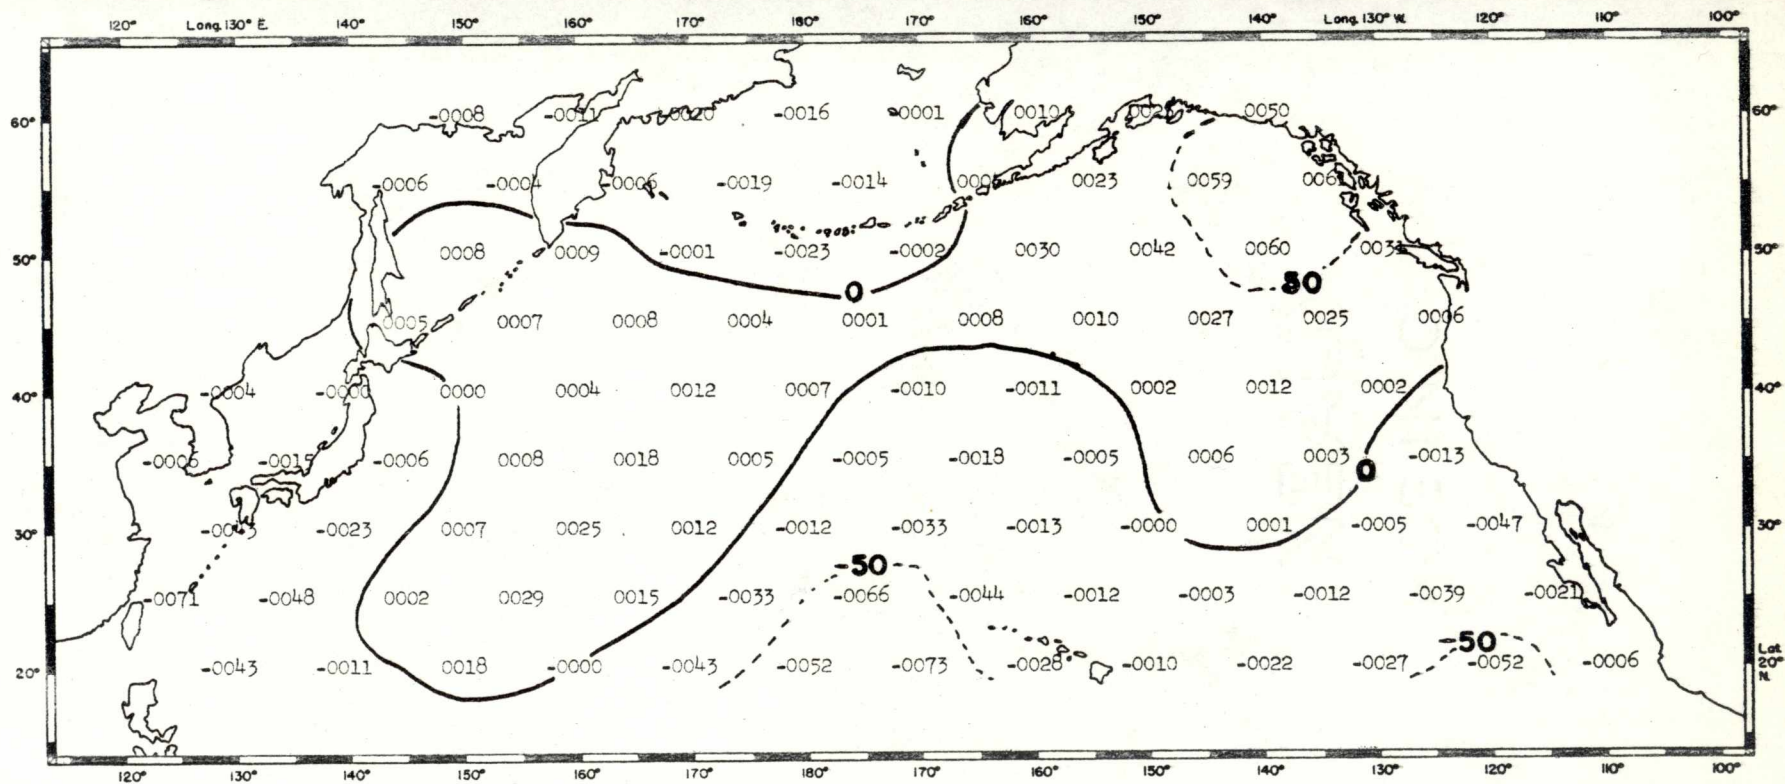 120° Long. 130° E. 140° 150° 160° 170° 180° 170° 160° 150° 140° Long. 130° W. 120° 110° 100°
60° -0008 -0011 -0020 -0016 -0001 0010 0050 60°
-0006 -0004 -0006 -0019 -0014 0023 0059
50° 0008 0009 -0001 -0023 -0002 0030 0042 0060 0031 50°
0 50
0005 0007 0008 0004 0001 0008 0010 0027 0025 0006
40° -0004 0000 0004 0012 0007 -0010 -0011 0002 0012 0002 40°
-0006 -0015 -0006 0008 0018 0005 -0005 -0018 -0005 0006 0003 -0013
0
30° -0023 0007 0025 0012 -0012 -0033 -0013 -0000 0001 -0005 -0047 30°
-50
-0071 -0048 0002 0029 0015 -0033 -0066 -0044 -0012 -0003 -0012 -0039 -0021
-50
20° -0043 -0011 0018 -0000 -0043 -0052 -0073 -0028 -0010 -0022 -0027 -0052 -0006 Lat. 20° N.
120° 130° 140° 150° 160° 170° 180° 170° 160° 150° 140° 130° 120° 110° 100°